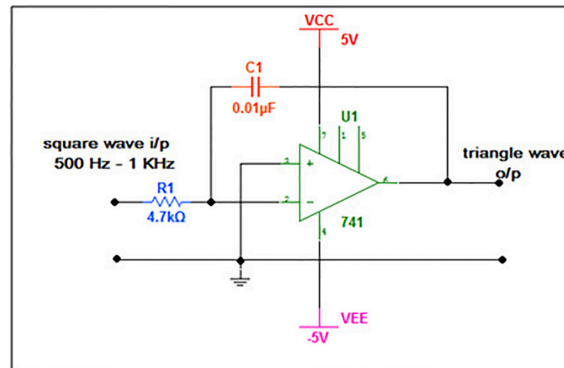 VCC
5V
C1
0.01µF
U1
7 1 5
square wave i/p
500 Hz - 1 KHz
triangle wave
o/p
3 +
R1
6
2 −
4.7kΩ
741
4
VEE
-5V